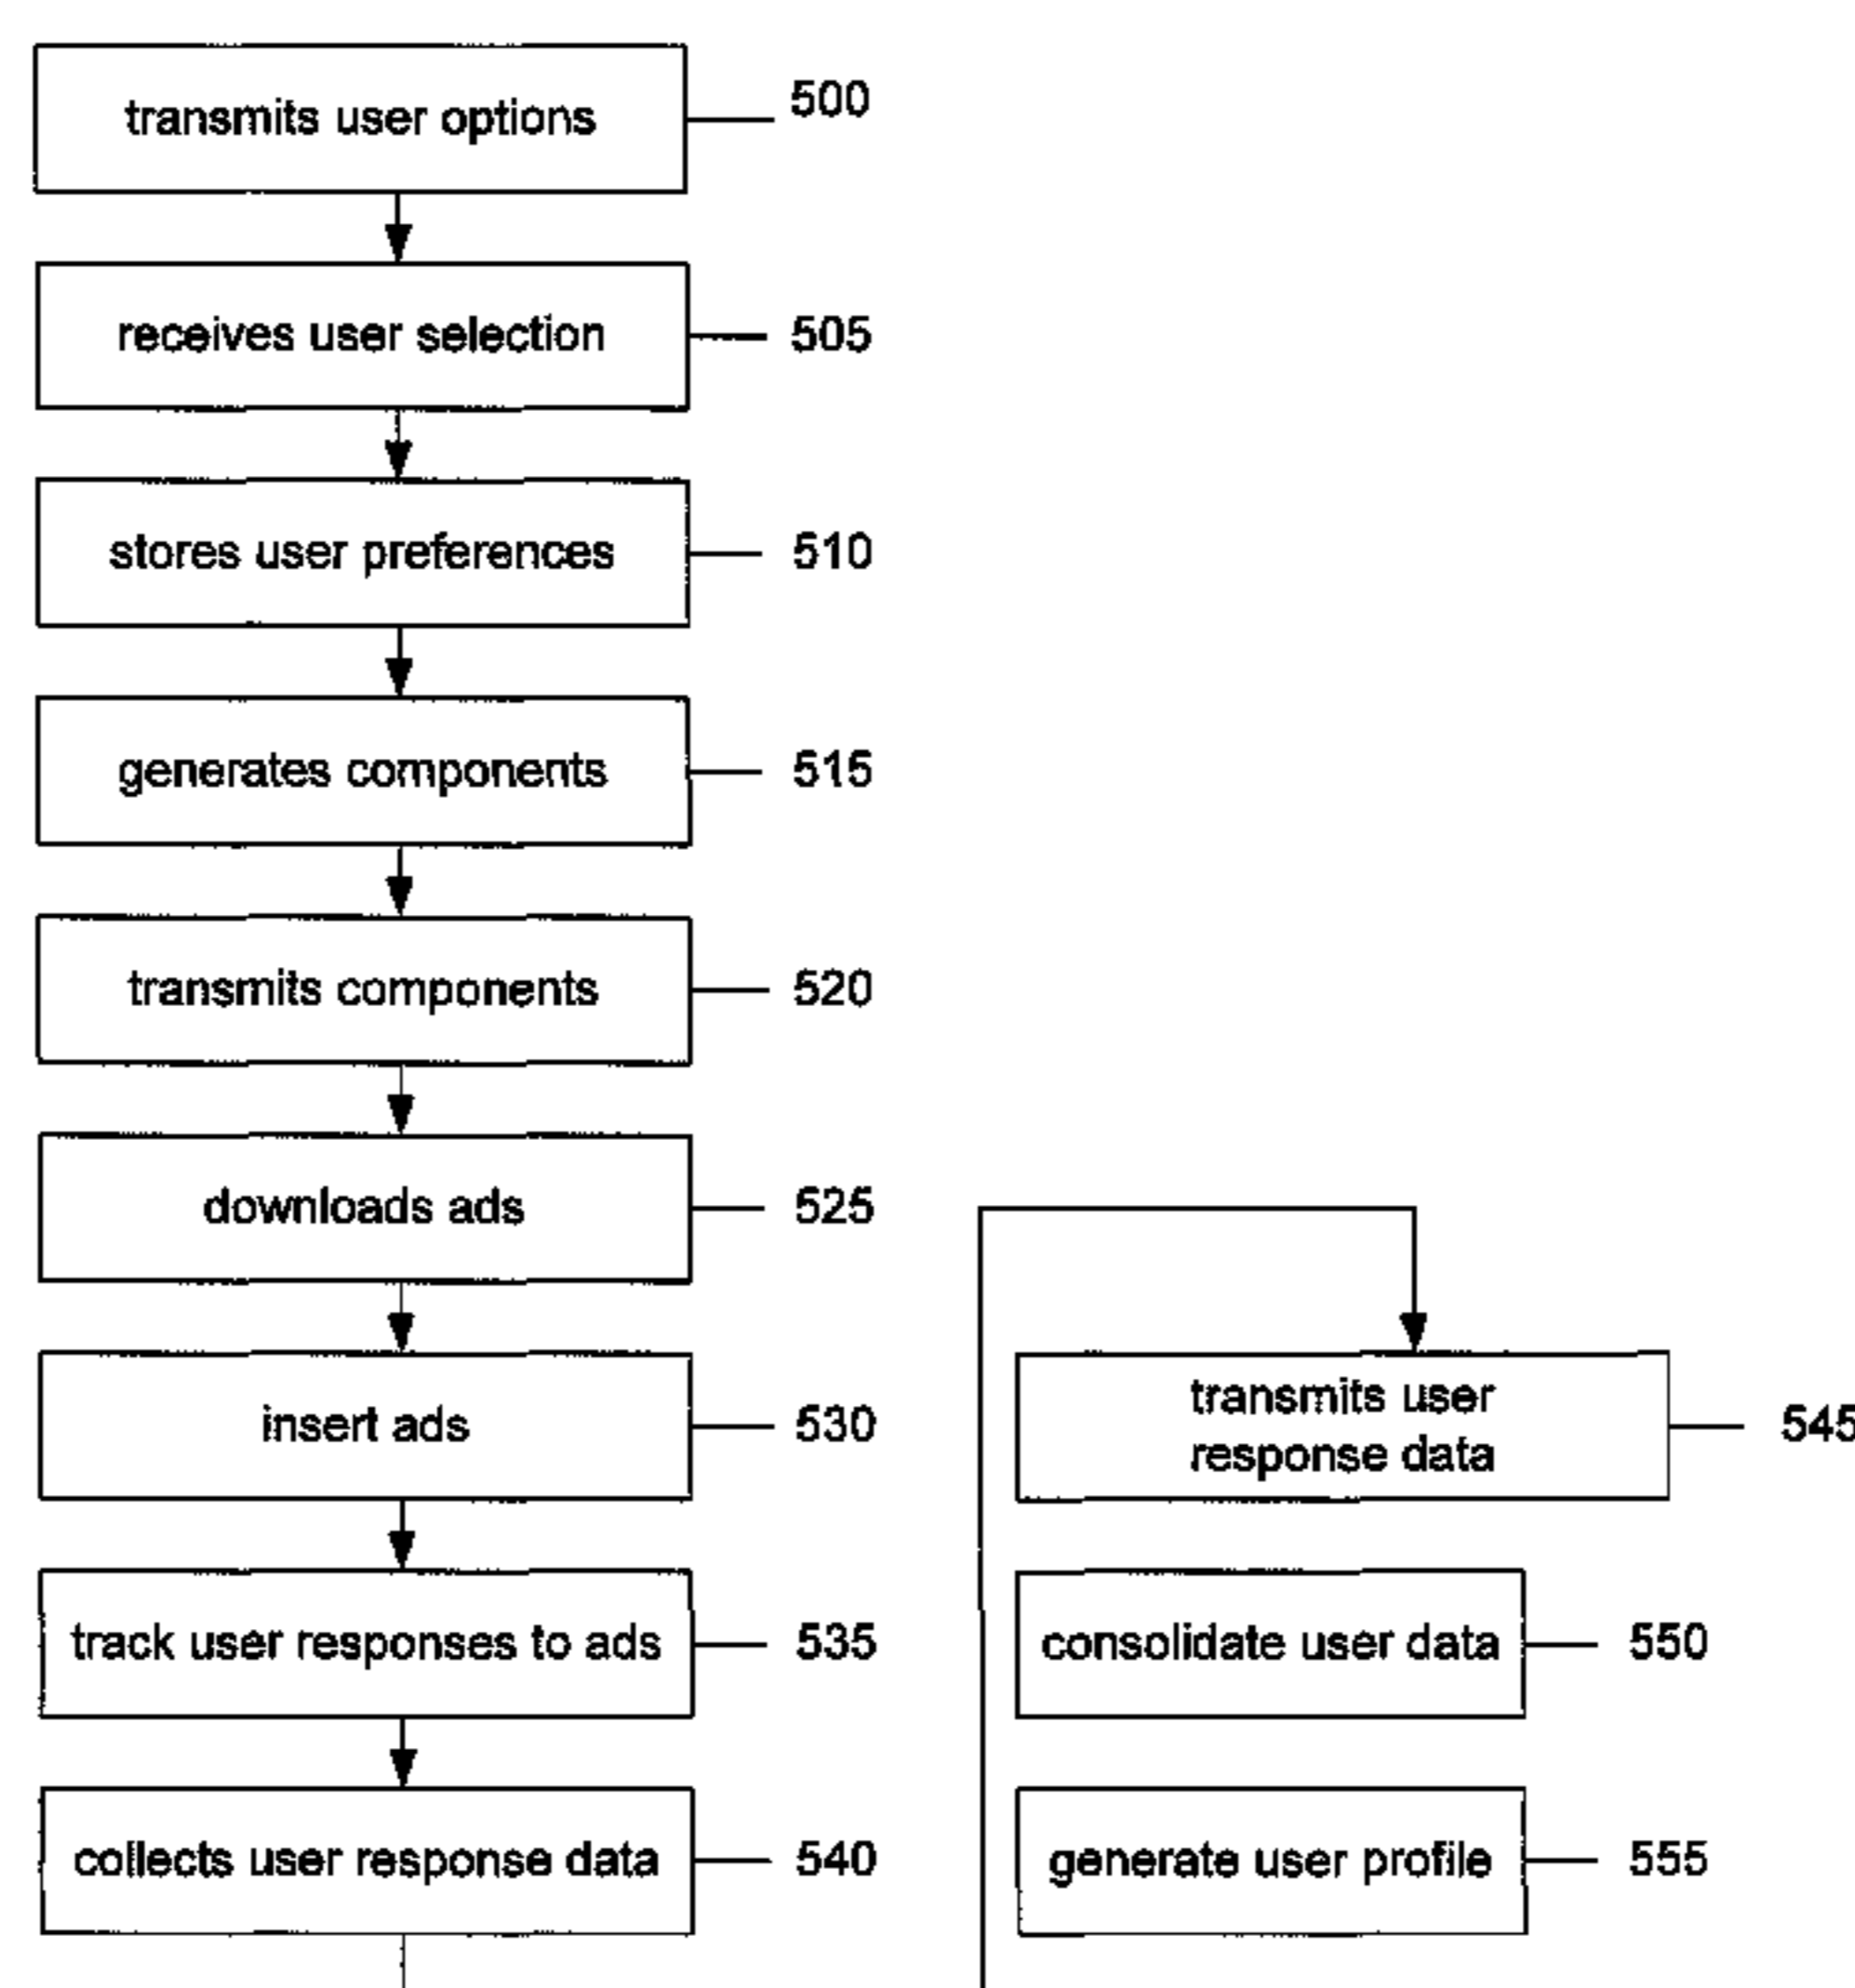 transmits user options 500
receives user selection 505
stores user preferences 510
generates components 515
transmits components 520
downloads ads 525
insert ads 530
track user responses to ads 535
collects user response data 540
transmits user
response data 545
consolidate user data 550
generate user profile 555